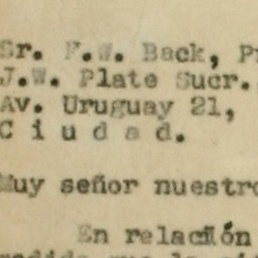 Sr. F.W. Back, P
J.W. Plate Sucr.
Av. Uruguay 21,
C i u d a d.
Muy señor nuestro
En relación